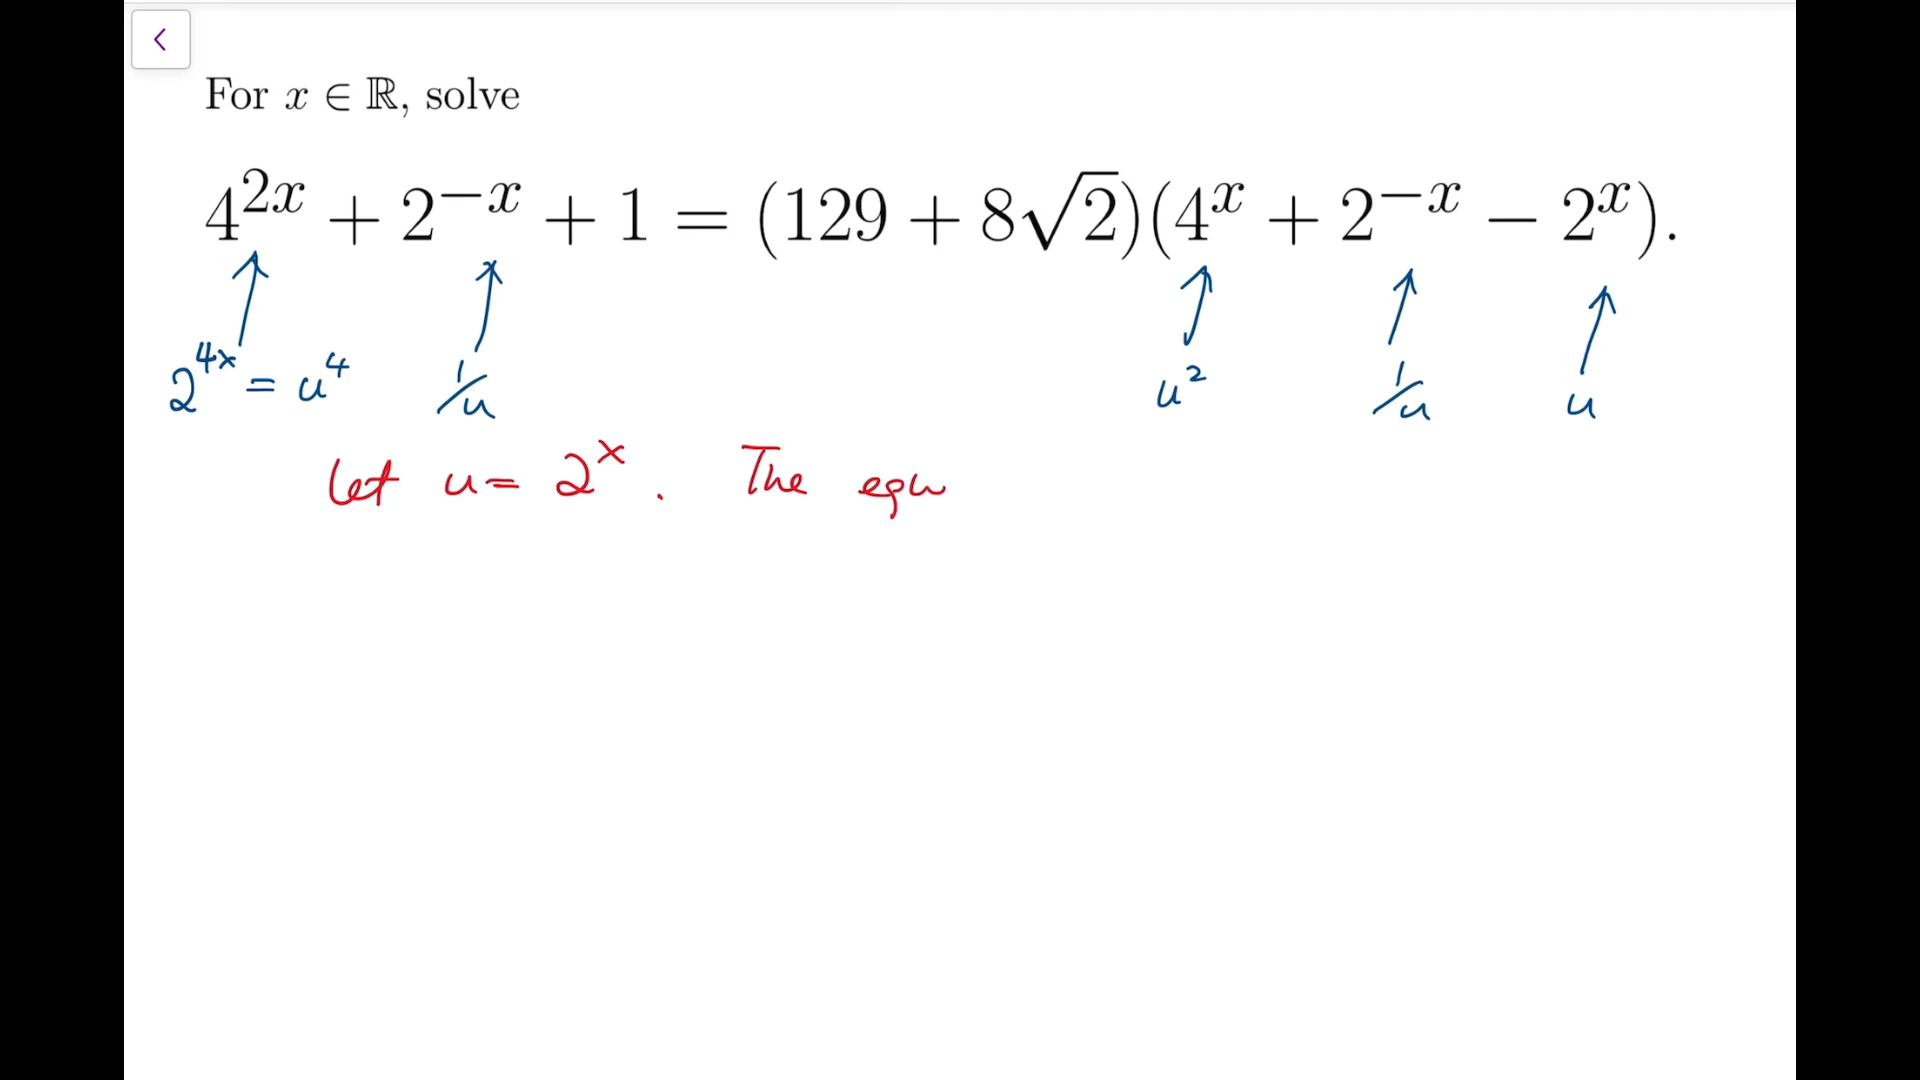 For x ∈ ℝ, solve
4^{2x} + 2^{-x} + 1 = (129 + 8√2)(4^x + 2^{-x} − 2^x).
2^{4x} = u^4 1/u u^2 1/u u
Let u = 2^x. The equ